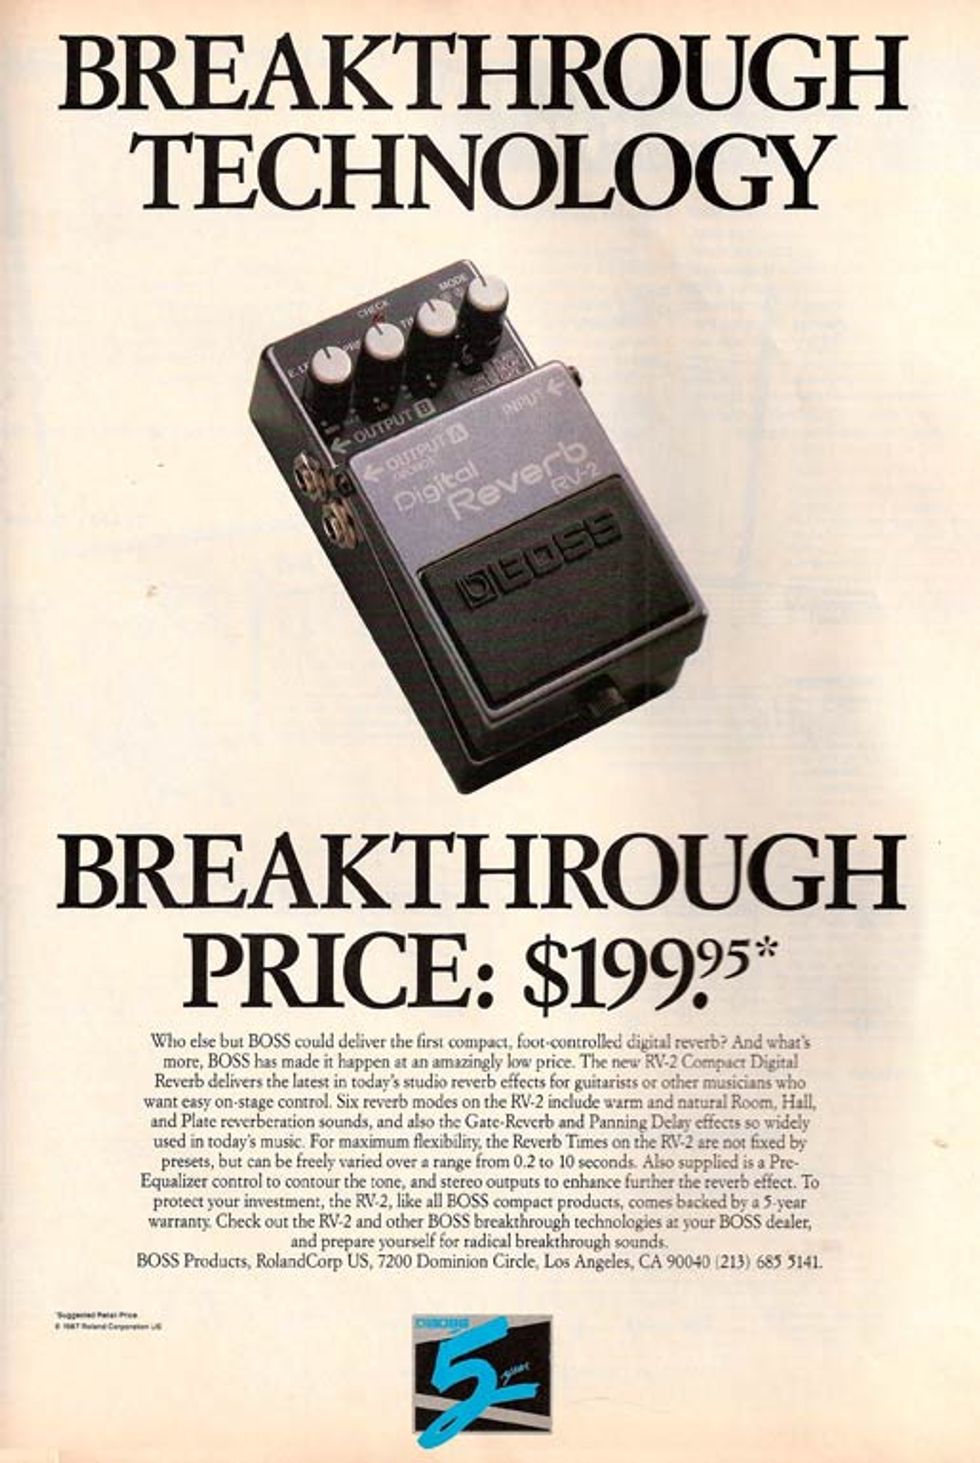 BREAKTHROUGH
TECHNOLOGY
MODE
CHECK
E. LE
← OUTPUT B
INPUT ←
← OUTPUT A
Digital
Reverb
RV-2
BOSS
BREAKTHROUGH
PRICE: $199.95*
Who else but BOSS could deliver the first compact, foot-controlled digital reverb? And what's
more, BOSS has made it happen at an amazingly low price. The new RV-2 Compact Digital
Reverb delivers the latest in today's studio reverb effects for guitarists or other musicians who
want easy on-stage control. Six reverb modes on the RV-2 include warm and natural Room, Hall,
and Plate reverberation sounds, and also the Gate-Reverb and Panning Delay effects so widely
used in today's music. For maximum flexibility, the Reverb Times on the RV-2 are not fixed by
presets, but can be freely varied over a range from 0.2 to 10 seconds. Also supplied is a Pre-
Equalizer control to contour the tone, and stereo outputs to enhance further the reverb effect. To
protect your investment, the RV-2, like all BOSS compact products, comes backed by a 5-year
warranty. Check out the RV-2 and other BOSS breakthrough technologies at your BOSS dealer,
and prepare yourself for radical breakthrough sounds.
BOSS Products, RolandCorp US, 7200 Dominion Circle, Los Angeles, CA 90040 (213) 685 5141.
*Suggested Retail Price
© 1987 Roland Corporation US
BOSS
5 year